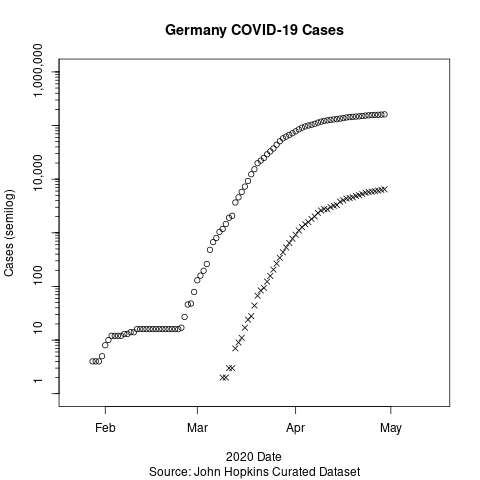 Germany COVID-19 Cases
Cases (semilog)
1,000,000
10,000
100
10
1
Feb Mar Apr May
2020 Date
Source: John Hopkins Curated Dataset